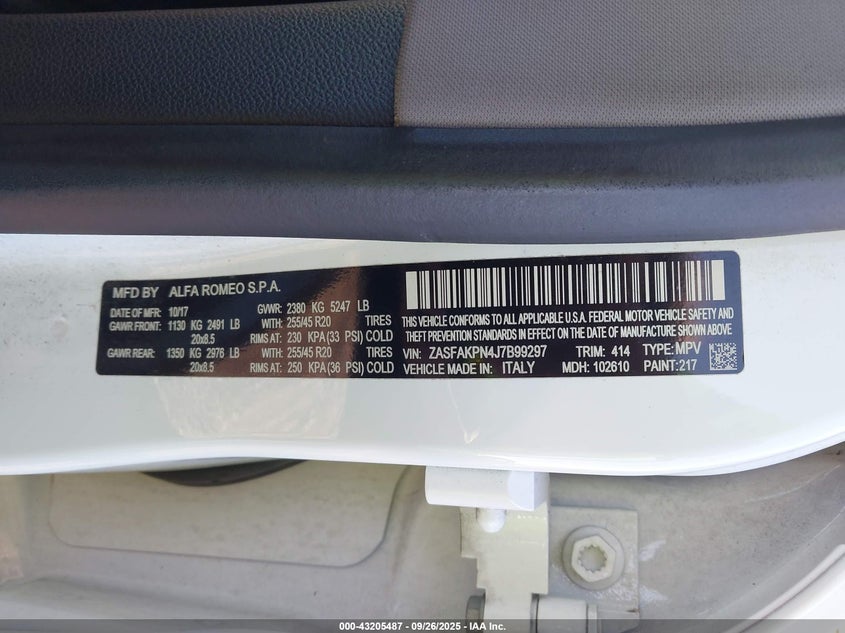 MFD BY ALFA ROMEO S.P.A.
DATE OF MFR: 10/17 GVWR: 2380 KG 5247 LB
GAWR FRONT: 1130 KG 2491 LB WITH: 255/45 R20 TIRES
20x8.5 RIMS AT: 230 KPA (33 PSI) COLD
GAWR REAR: 1350 KG 2976 LB WITH: 255/45 R20 TIRES
20x8.5 RIMS AT: 250 KPA (36 PSI) COLD
THIS VEHICLE CONFORMS TO ALL APPLICABLE U.S.A.
FEDERAL MOTOR VEHICLE SAFETY, BUMPER, AND
THEFT PREVENTION STANDARDS IN EFFECT ON THE DATE
OF MANUFACTURE SHOWN ABOVE
VIN: ZASFAKPN4J7B99297 TRIM: 414 TYPE: MPV
VEHICLE MADE IN: ITALY MDH: 102610 PAINT:217
000-43205487 - 09/26/2025 - IAA Inc.